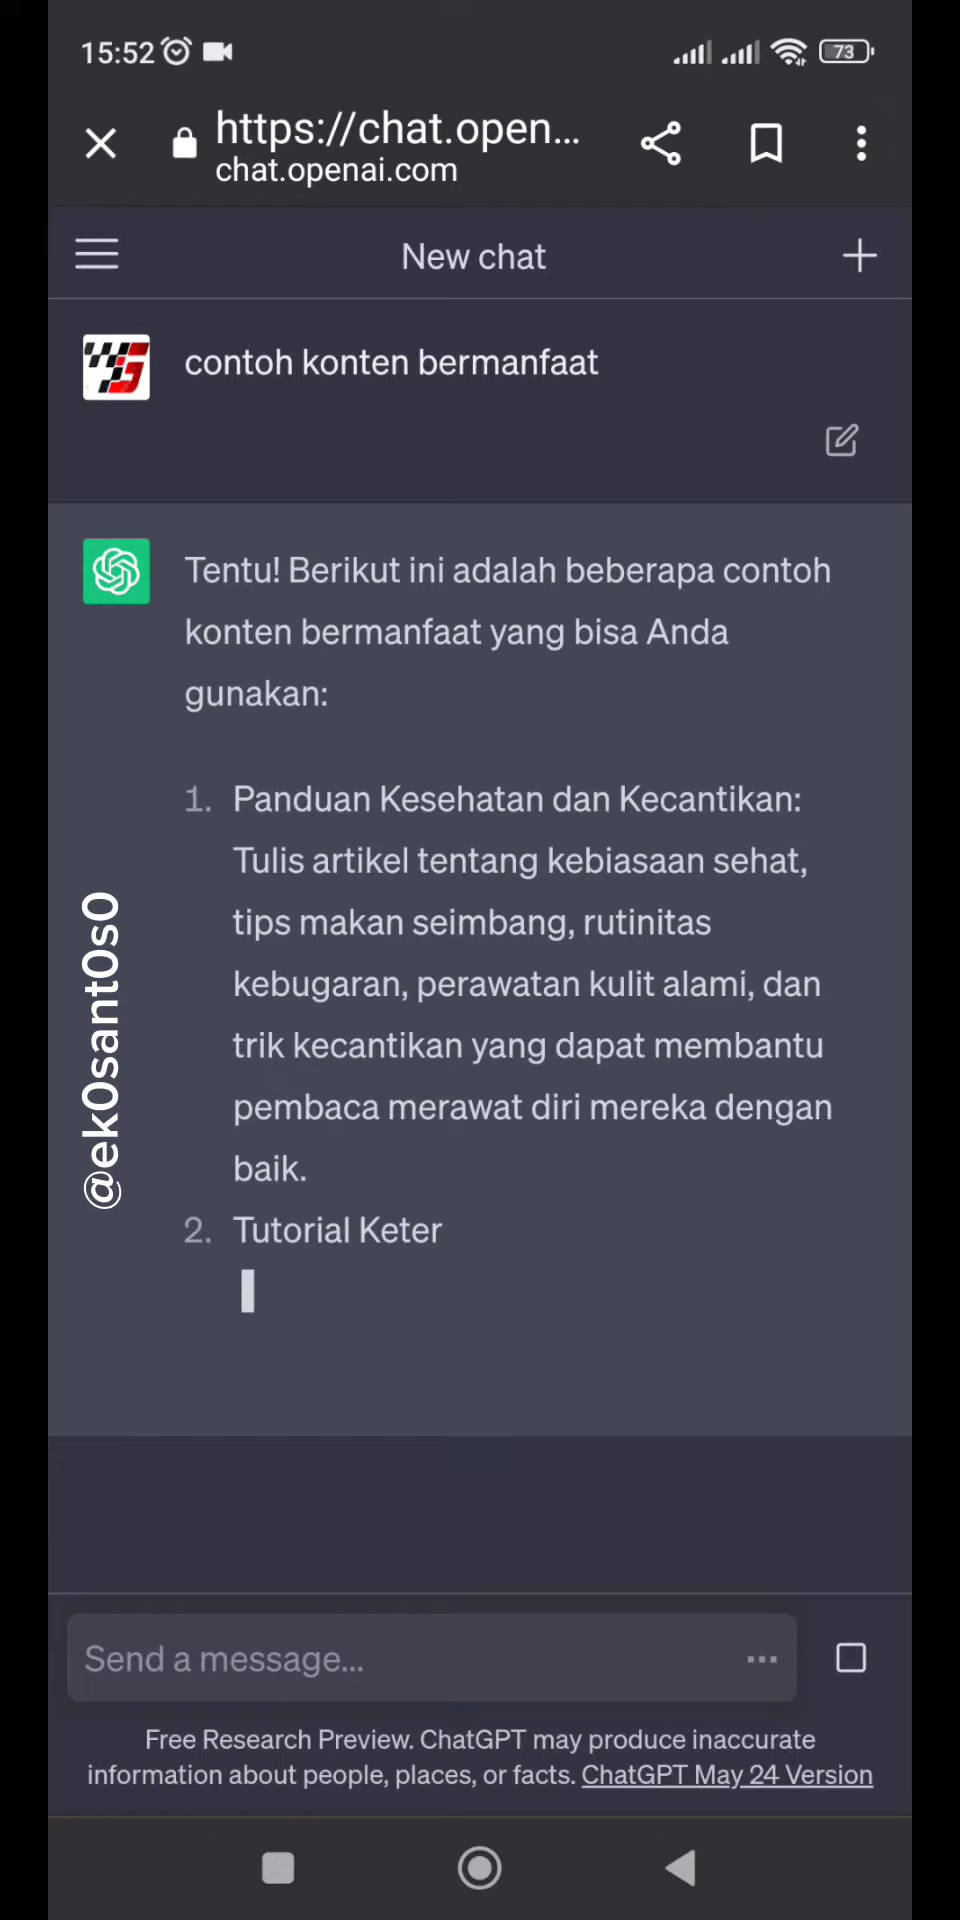 15:52
73
https://chat.open...
chat.openai.com
New chat
contoh konten bermanfaat
Tentu! Berikut ini adalah beberapa contoh
konten bermanfaat yang bisa Anda
gunakan:
1. Panduan Kesehatan dan Kecantikan:
Tulis artikel tentang kebiasaan sehat,
tips makan seimbang, rutinitas
kebugaran, perawatan kulit alami, dan
trik kecantikan yang dapat membantu
pembaca merawat diri mereka dengan
baik.
2. Tutorial Keter
@ek0sant0s0
Send a message...
Free Research Preview. ChatGPT may produce inaccurate
information about people, places, or facts. ChatGPT May 24 Version